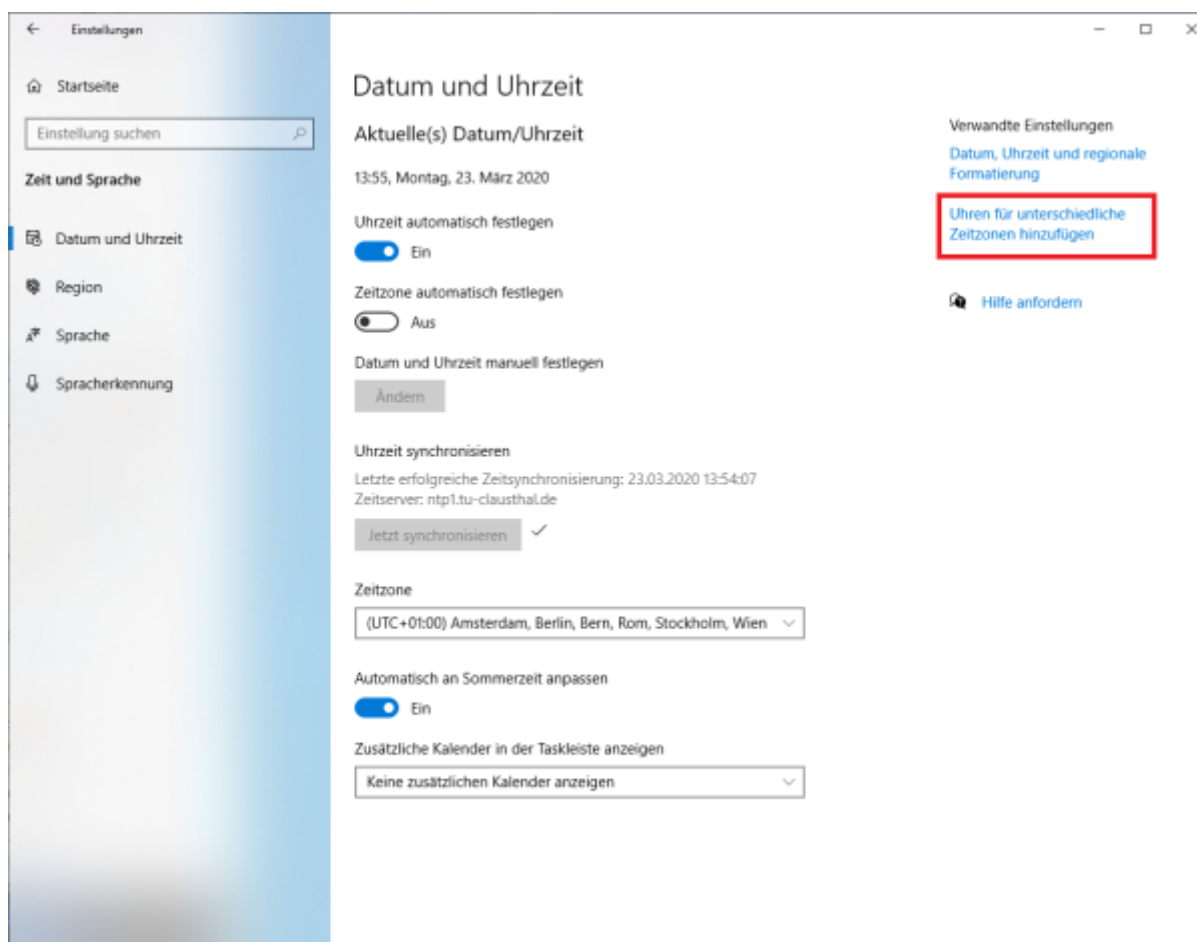 Einstellungen
Startseite
Einstellung suchen
Zeit und Sprache
Datum und Uhrzeit
Region
Sprache
Spracherkennung
Datum und Uhrzeit
Aktuelle(s) Datum/Uhrzeit
13:55, Montag, 23. März 2020
Uhrzeit automatisch festlegen
Ein
Zeitzone automatisch festlegen
Aus
Datum und Uhrzeit manuell festlegen
Ändern
Uhrzeit synchronisieren
Letzte erfolgreiche Zeitsynchronisierung: 23.03.2020 13:54:07
Zeitserver: ntp1.tu-clausthal.de
Jetzt synchronisieren
Zeitzone
(UTC+01:00) Amsterdam, Berlin, Bern, Rom, Stockholm, Wien
Automatisch an Sommerzeit anpassen
Ein
Zusätzliche Kalender in der Taskleiste anzeigen
Keine zusätzlichen Kalender anzeigen
Verwandte Einstellungen
Datum, Uhrzeit und regionale
Formatierung
Uhren für unterschiedliche
Zeitzonen hinzufügen
Hilfe anfordern